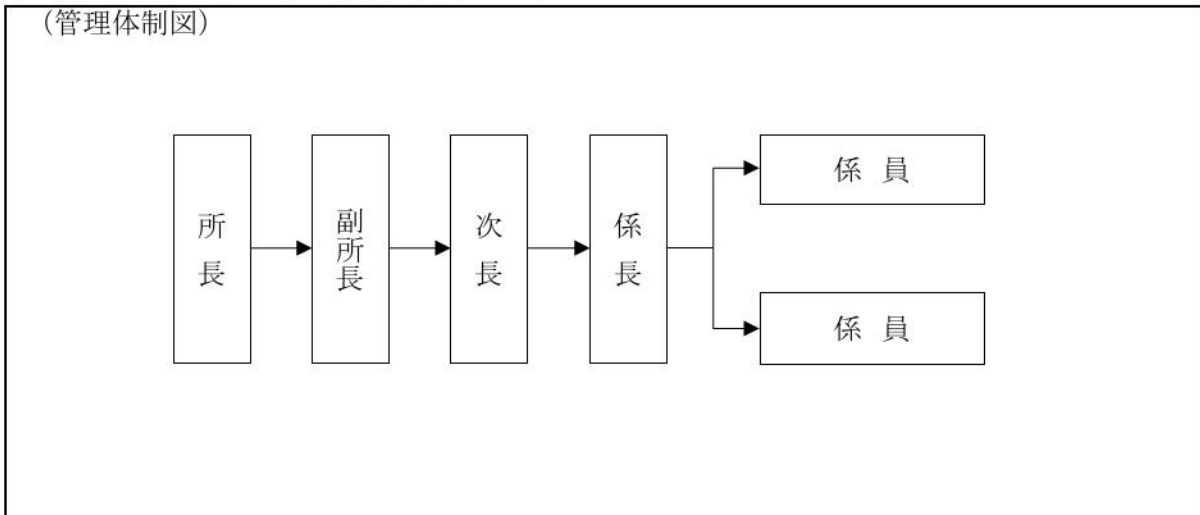 （管理体制図）
所長
副所長
次長
係長
係 員
係 員